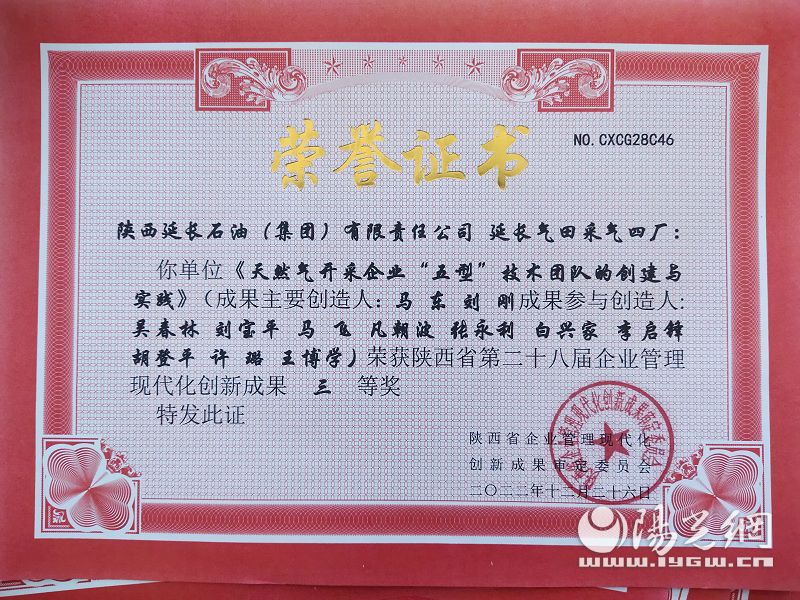 荣誉证书
NO.CXCG28C46
陕西延长石油（集团）有限责任公司 延长气田采气四厂：
你单位《天然气开采企业“五型”技术团队的创建与
实践》（成果主要创造人：马 东 刘 刚成果参与创造人：
吴春林 刘宝平 马 飞 凡朝波 张永利 白兴家 李启锋
胡登平 许 璐 王博学）荣获陕西省第二十八届企业管理
现代化创新成果 三 等奖
特发此证
陕西省企业管理现代化
创新成果审定委员会
二〇二二年十二月二十六日
陕西省企业管理现代化创新成果审定委员会
陽光網
www.iygw.cn